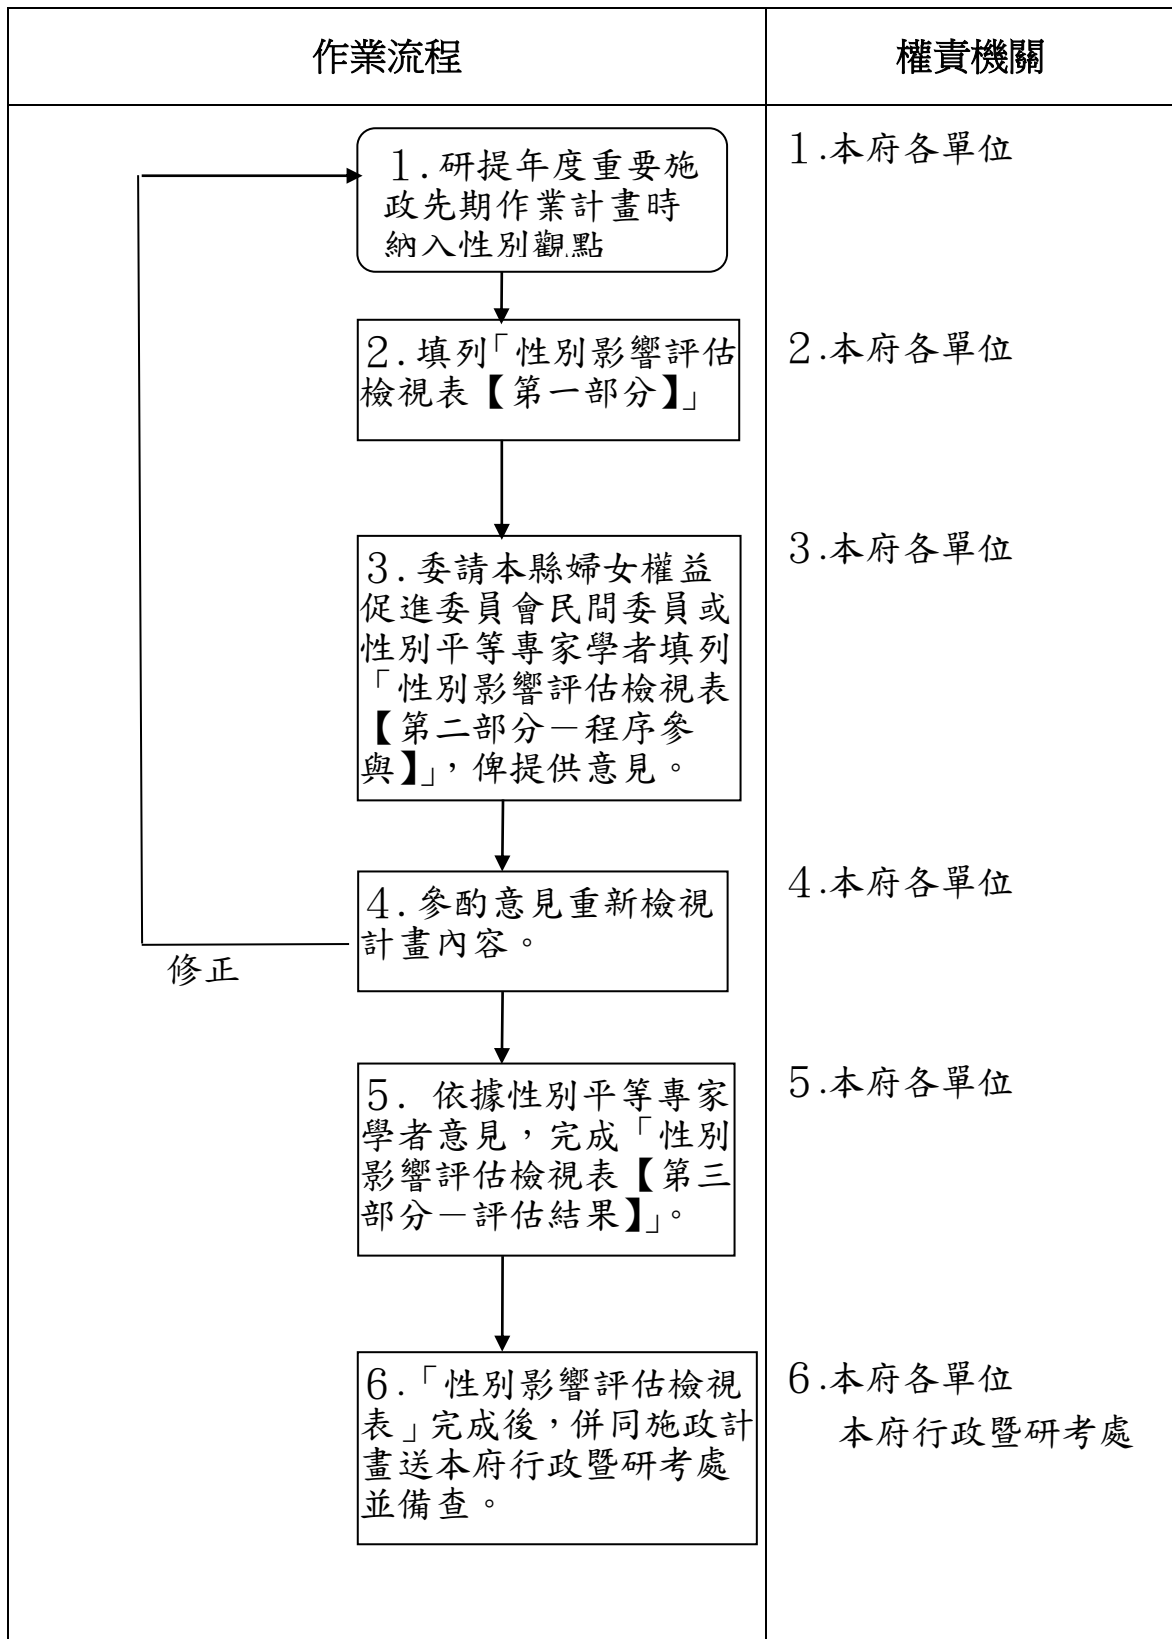 作業流程
權責機關
1.研提年度重要施
政先期作業計畫時
納入性別觀點
1.本府各單位
2.填列「性別影響評估
檢視表【第一部分】」
2.本府各單位
3.委請本縣婦女權益
促進委員會民間委員或
性別平等專家學者填列
「性別影響評估檢視表
【第二部分－程序參
與】」，俾提供意見。
3.本府各單位
4.參酌意見重新檢視
計畫內容。
4.本府各單位
修正
5. 依據性別平等專家
學者意見，完成「性別
影響評估檢視表【第三
部分－評估結果】」。
5.本府各單位
6.「性別影響評估檢視
表」完成後，併同施政計
畫送本府行政暨研考處
並備查。
6.本府各單位
本府行政暨研考處